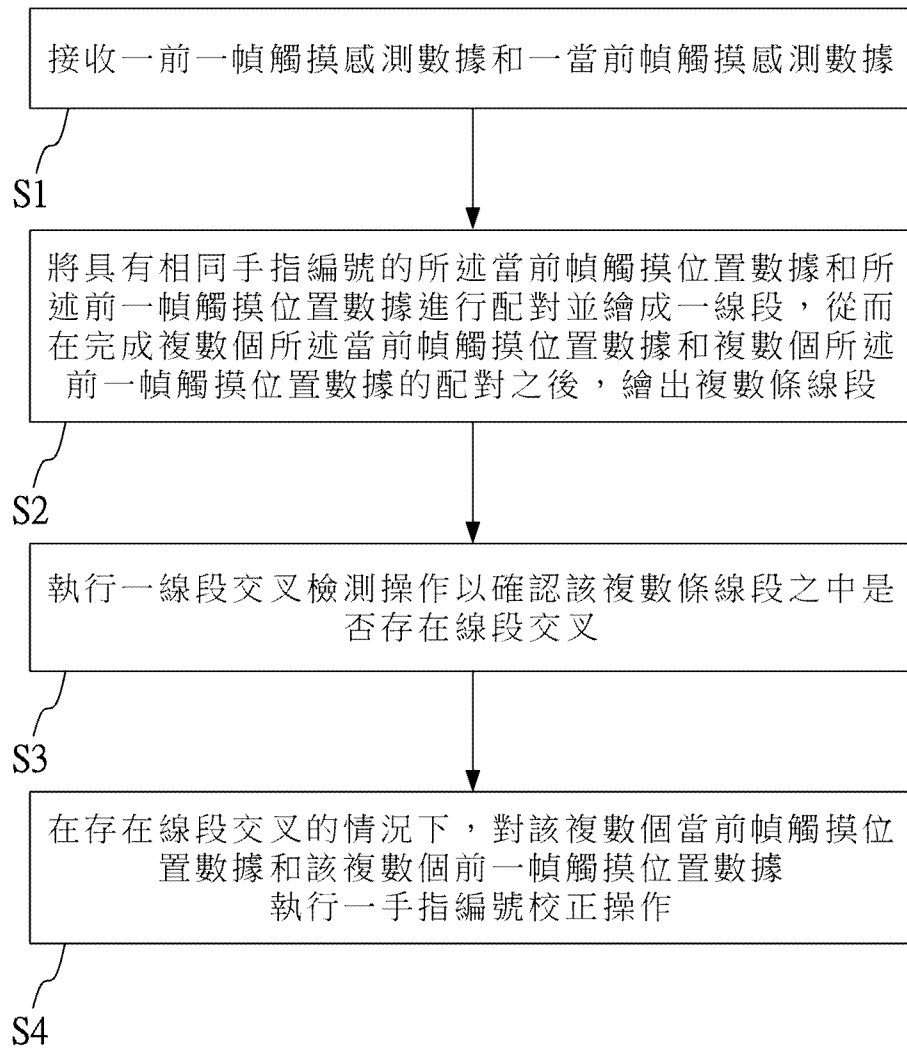 接收一前一幀觸摸感測數據和一當前幀觸摸感測數據
S1
將具有相同手指編號的所述當前幀觸摸位置數據和所
述前一幀觸摸位置數據進行配對並繪成一線段，從而
在完成複數個所述當前幀觸摸位置數據和複數個所述
前一幀觸摸位置數據的配對之後，繪出複數條線段
S2
執行一線段交叉檢測操作以確認該複數條線段之中是
否存在線段交叉
S3
在存在線段交叉的情況下，對該複數個當前幀觸摸位
置數據和該複數個前一幀觸摸位置數據
執行一手指編號校正操作
S4